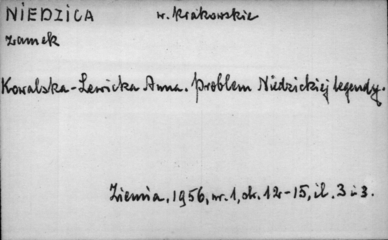 NIEDZICA w. krakowskie
zamek
Kowalska-Lewicka Anna. Problem Niedzickiej legendy.
Ziemia, 1956, nr. 1, str. 12-15, il. 3 i 3.